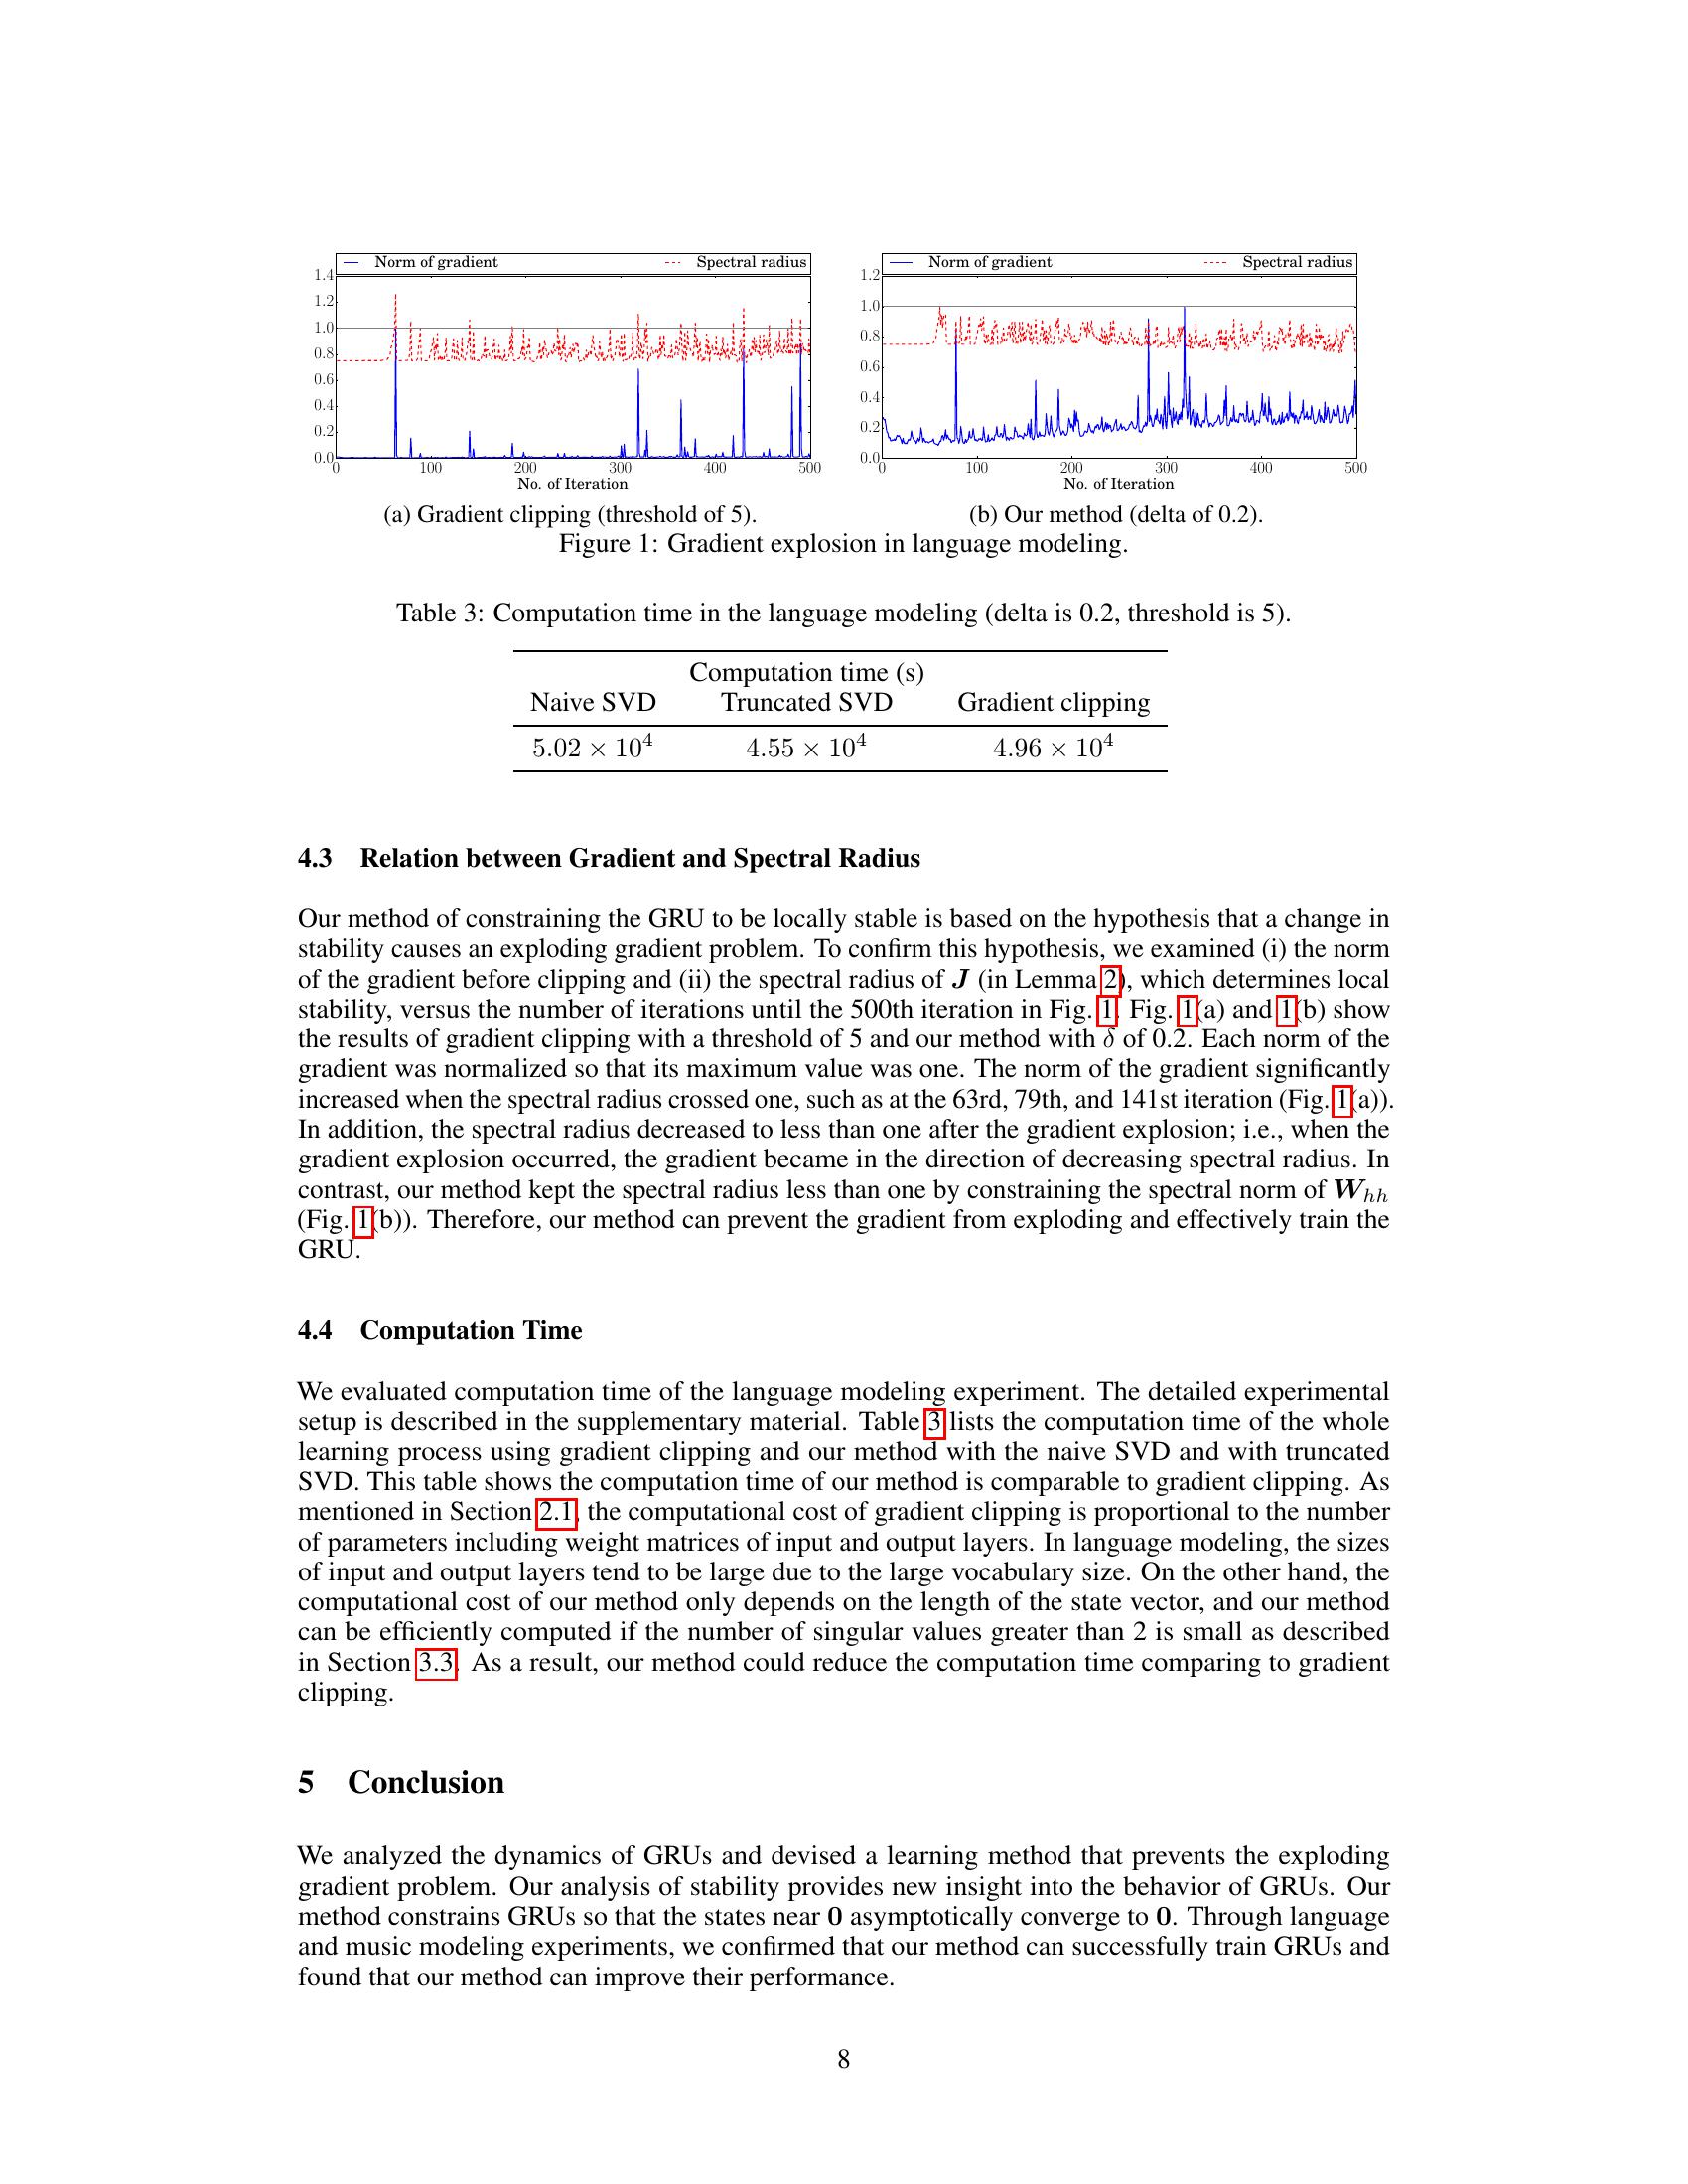 Norm of gradient Spectral radius
1.4
1.2
1.0
0.8
0.6
0.4
0.2
0.0
0 100 200 300 400 500
No. of Iteration
(a) Gradient clipping (threshold of 5).
Norm of gradient Spectral radius
1.2
1.0
0.8
0.6
0.4
0.2
0.0
0 100 200 300 400 500
No. of Iteration
(b) Our method (delta of 0.2).
Figure 1: Gradient explosion in language modeling.
Table 3: Computation time in the language modeling (delta is 0.2, threshold is 5).
Computation time (s)
Naive SVD Truncated SVD Gradient clipping
5.02 × 10⁴ 4.55 × 10⁴ 4.96 × 10⁴
4.3 Relation between Gradient and Spectral Radius
Our method of constraining the GRU to be locally stable is based on the hypothesis that a change in
stability causes an exploding gradient problem. To confirm this hypothesis, we examined (i) the norm
of the gradient before clipping and (ii) the spectral radius of J (in Lemma 2), which determines local
stability, versus the number of iterations until the 500th iteration in Fig. 1. Fig. 1(a) and 1(b) show
the results of gradient clipping with a threshold of 5 and our method with δ of 0.2. Each norm of the
gradient was normalized so that its maximum value was one. The norm of the gradient significantly
increased when the spectral radius crossed one, such as at the 63rd, 79th, and 141st iteration (Fig. 1(a)).
In addition, the spectral radius decreased to less than one after the gradient explosion; i.e., when the
gradient explosion occurred, the gradient became in the direction of decreasing spectral radius. In
contrast, our method kept the spectral radius less than one by constraining the spectral norm of W_hh
(Fig. 1(b)). Therefore, our method can prevent the gradient from exploding and effectively train the
GRU.
4.4 Computation Time
We evaluated computation time of the language modeling experiment. The detailed experimental
setup is described in the supplementary material. Table 3 lists the computation time of the whole
learning process using gradient clipping and our method with the naive SVD and with truncated
SVD. This table shows the computation time of our method is comparable to gradient clipping. As
mentioned in Section 2.1, the computational cost of gradient clipping is proportional to the number
of parameters including weight matrices of input and output layers. In language modeling, the sizes
of input and output layers tend to be large due to the large vocabulary size. On the other hand, the
computational cost of our method only depends on the length of the state vector, and our method
can be efficiently computed if the number of singular values greater than 2 is small as described
in Section 3.3. As a result, our method could reduce the computation time comparing to gradient
clipping.
5 Conclusion
We analyzed the dynamics of GRUs and devised a learning method that prevents the exploding
gradient problem. Our analysis of stability provides new insight into the behavior of GRUs. Our
method constrains GRUs so that the states near 0 asymptotically converge to 0. Through language
and music modeling experiments, we confirmed that our method can successfully train GRUs and
found that our method can improve their performance.
8